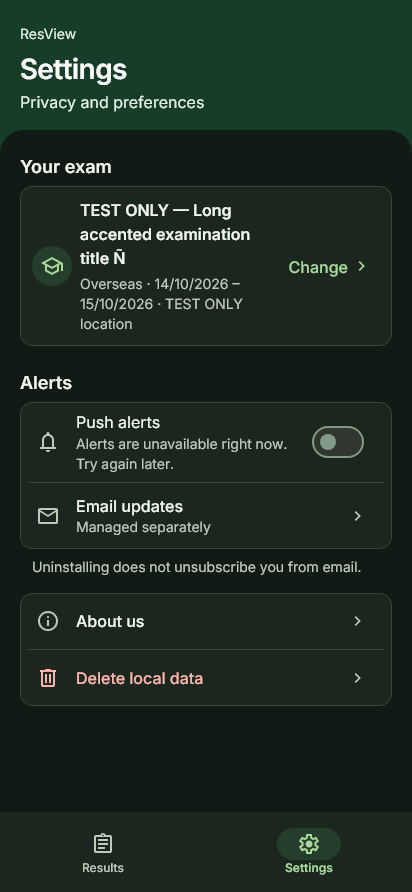 ResView
Settings
Privacy and preferences
Your exam
TEST ONLY — Long
accented examination
title Ñ
Overseas · 14/10/2026 –
15/10/2026 · TEST ONLY
location
Change
Alerts
Push alerts
Alerts are unavailable right now.
Try again later.
Email updates
Managed separately
Uninstalling does not unsubscribe you from email.
About us
Delete local data
Results
Settings